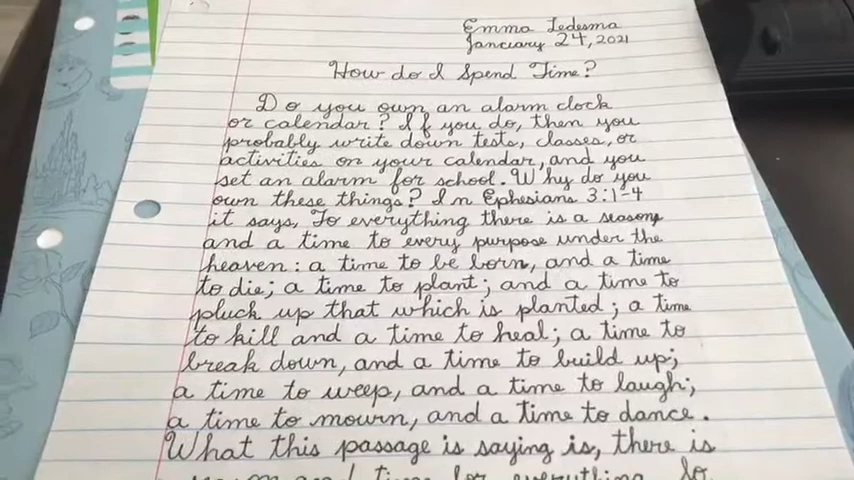 Emma Ledesma
January 24, 2021
How do I Spend Time?
Do you own an alarm clock
or calendar? If you do, then you
probably write down tests, classes, or
activities on your calendar, and you
set an alarm for school. Why do you
own these things? In Ephesians 3:1-4
it says, To everything there is a season,
and a time to every purpose under the
heaven: a time to be born, and a time
to die; a time to plant; and a time to
pluck up that which is planted; a time
to kill and a time to heal; a time to
break down, and a time to build up;
a time to weep, and a time to laugh;
a time to mourn, and a time to dance.
What this passage is saying is, there is
and time for everything. So